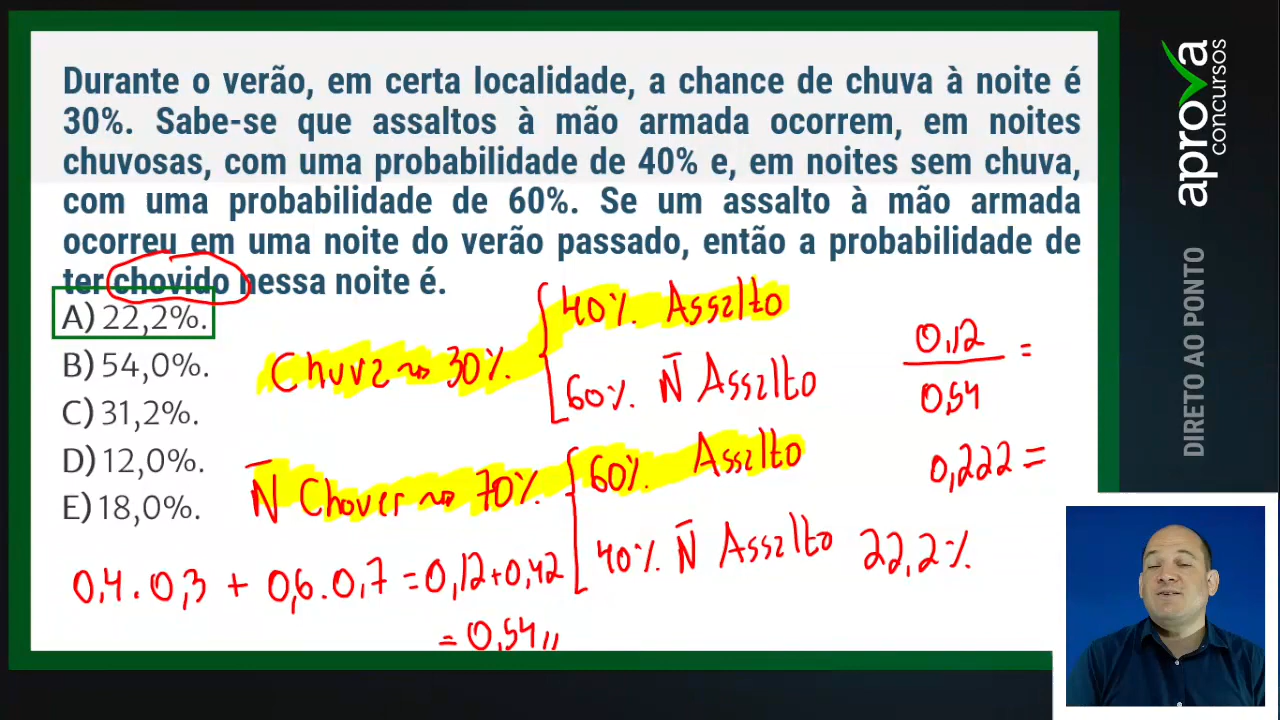 Durante o verão, em certa localidade, a chance de chuva à noite é
30%. Sabe-se que assaltos à mão armada ocorrem, em noites
chuvosas, com uma probabilidade de 40% e, em noites sem chuva,
com uma probabilidade de 60%. Se um assalto à mão armada
ocorreu em uma noite do verão passado, então a probabilidade de
ter chovido nessa noite é.
A) 22,2%.
B) 54,0%.
C) 31,2%.
D) 12,0%.
E) 18,0%.
Chuva → 30%
40% Assalto
60% N̄ Assalto
N̄ Chover → 70%
60% Assalto
40% N̄ Assalto
0,4 . 0,3 + 0,6 . 0,7 = 0,12 + 0,42
= 0,54 //
0,12
0,54
=
0,222 =
22,2%
aprova
concursos
DIRETO AO PONTO